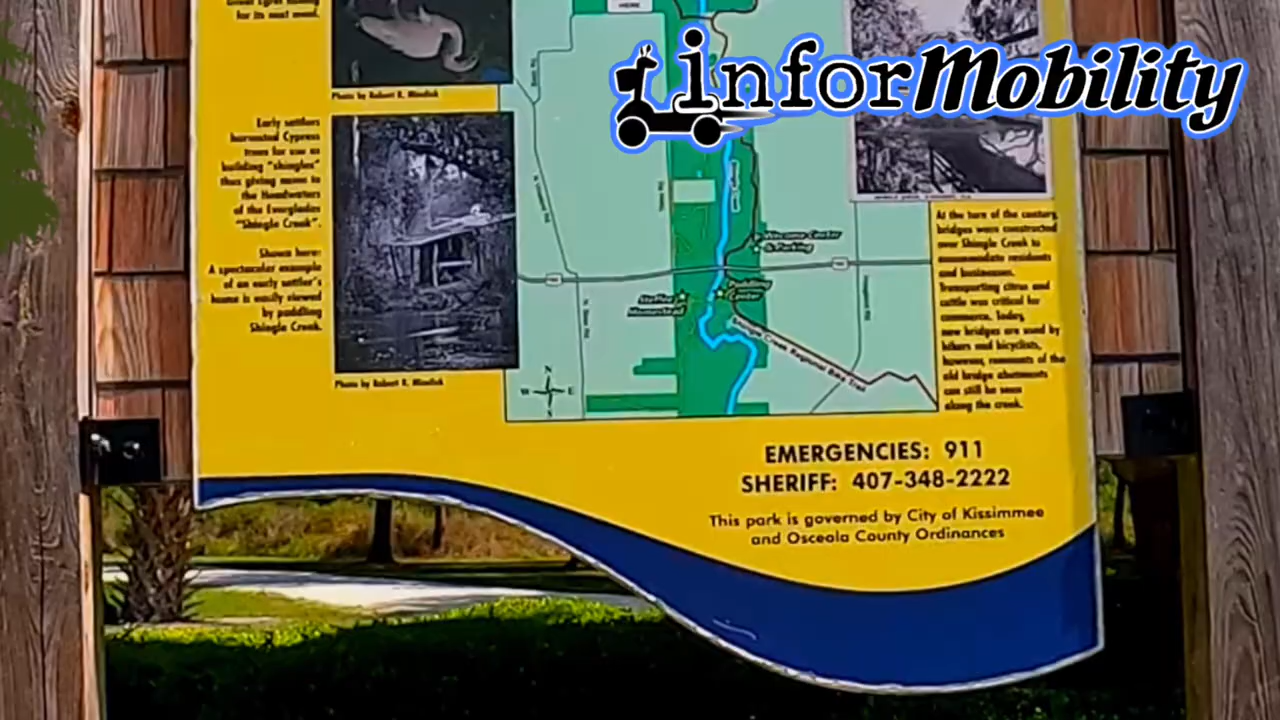 for its next meal.
HERE
inforMobility
Photo by Robert R. Mindick
Early settlers
harvested Cypress
trees for use as
building "shingles"
thus giving name to
the Headwaters
of the Everglades
"Shingle Creek".
Shown here:
A spectacular example
of an early settler's
home is easily viewed
by paddling
Shingle Creek.
Photo by Robert R. Mindick
Welcome Center
& Parking
Paddling
Center
Steffee
Homestead
Shingle Creek Regional Bike Trail
N
W
E
S
At the turn of the century,
bridges were constructed
over Shingle Creek to
accommodate residents
and businesses.
Transporting citrus and
cattle was critical for
commerce. Today,
new bridges are used by
hikers and bicyclists,
however, remnants of the
old bridge abutments
can still be seen
along the creek.
EMERGENCIES: 911
SHERIFF: 407-348-2222
This park is governed by City of Kissimmee
and Osceola County Ordinances